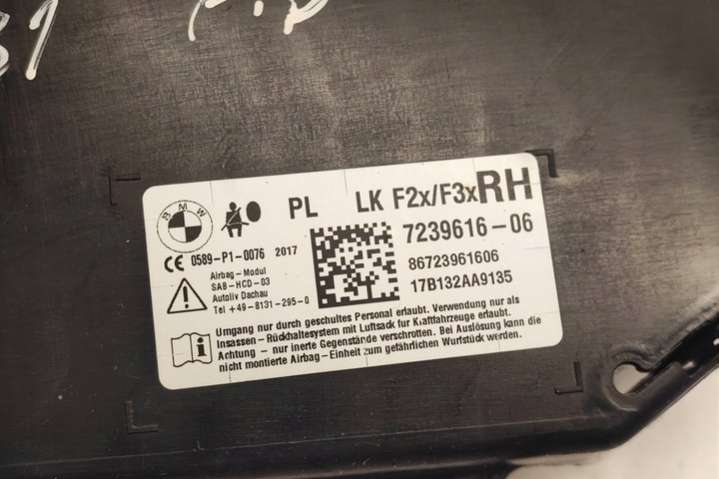 BMW
PL LK F2x/F3x RH
7239616-06
CE 0589-P1-0076 2017
86723961606
17B132AA9135
Airbag-Modul
SAB-HCD-03
Autoliv Dachau
Tel +49-8131-295-0
Umgang nur durch geschultes Personal erlaubt. Verwendung nur als
Insassen-Rückhaltesystem mit Luftsack für Kraftfahrzeuge erlaubt.
Achtung - nur inerte Gegenstände verschrotten. Bei Auslösung kann die
nicht montierte Airbag-Einheit zum gefährlichen Wurfstück werden.